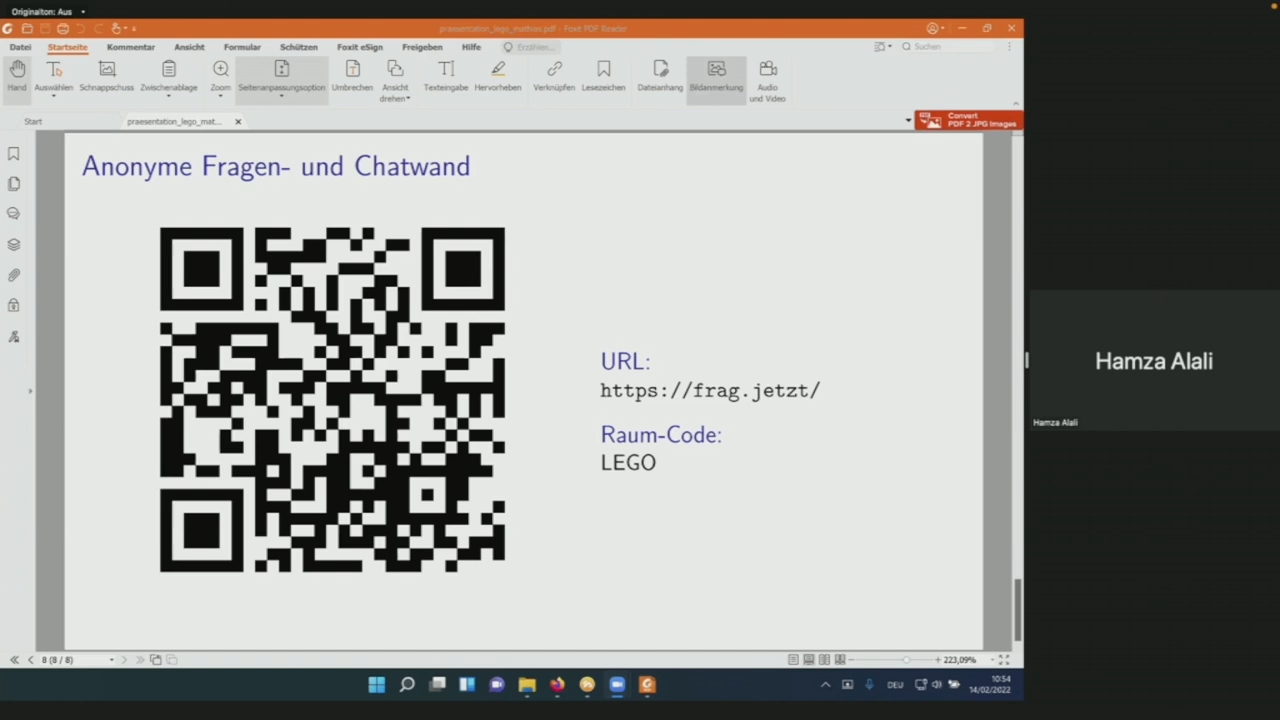 Originalton: Aus
praesentation_lego_mathias.pdf - Foxit PDF Reader
Datei Startseite Kommentar Ansicht Formular Schützen Foxit eSign Freigeben Hilfe Erzählen... Suchen
Hand Auswählen Schnappschuss Zwischenablage Zoom Seitenanpassungsoption Umbrechen Ansicht drehen Texteingabe Hervorheben Verknüpfen Lesezeichen Dateianhang Bildanmerkung Audio und Video
Start praesentation_lego_mat...
Convert
PDF 2 JPG Images
Anonyme Fragen- und Chatwand
URL:
https://frag.jetzt/
Raum-Code:
LEGO
Hamza Alali
Hamza Alali
8 (8 / 8) 223,09%
DEU
10:54
14/02/2022